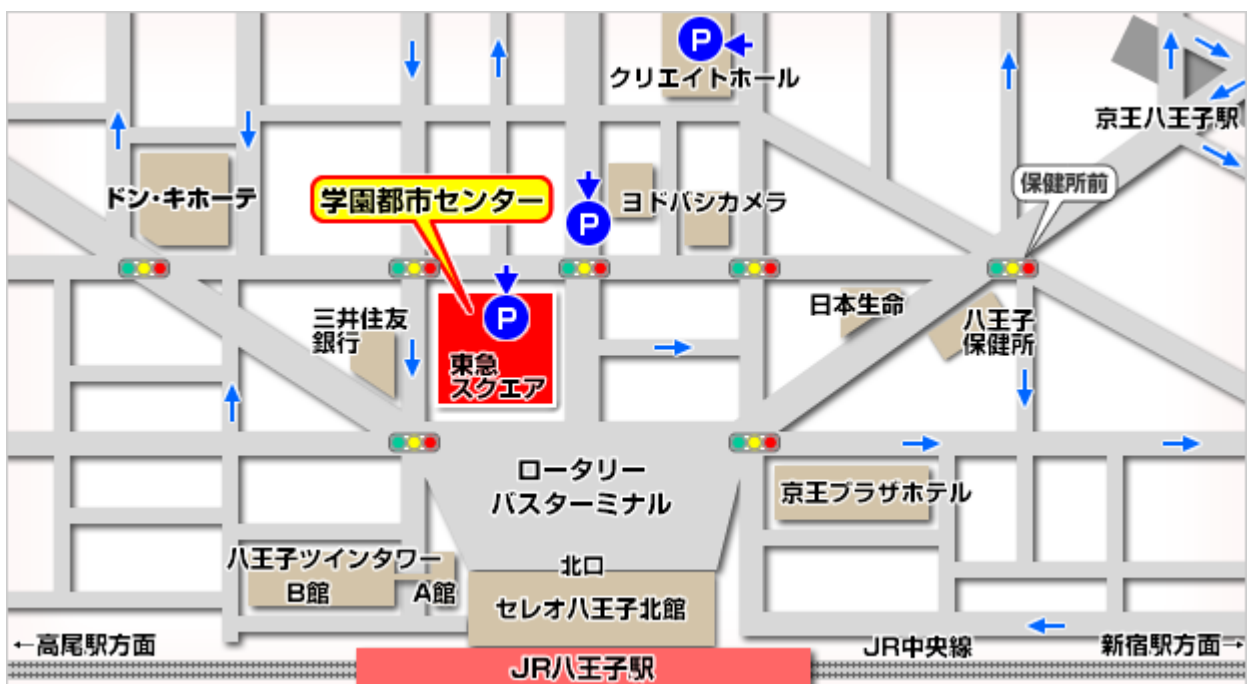 P
クリエイトホール
京王八王子駅
保健所前
ドン・キホーテ
学園都市センター
ヨドバシカメラ
P
P
三井住友
銀行
東急
スクエア
日本生命
八王子
保健所
ロータリー
バスターミナル
京王プラザホテル
八王子ツインタワー
B館
A館
北口
セレオ八王子北館
←高尾駅方面
JR中央線
新宿駅方面→
JR八王子駅